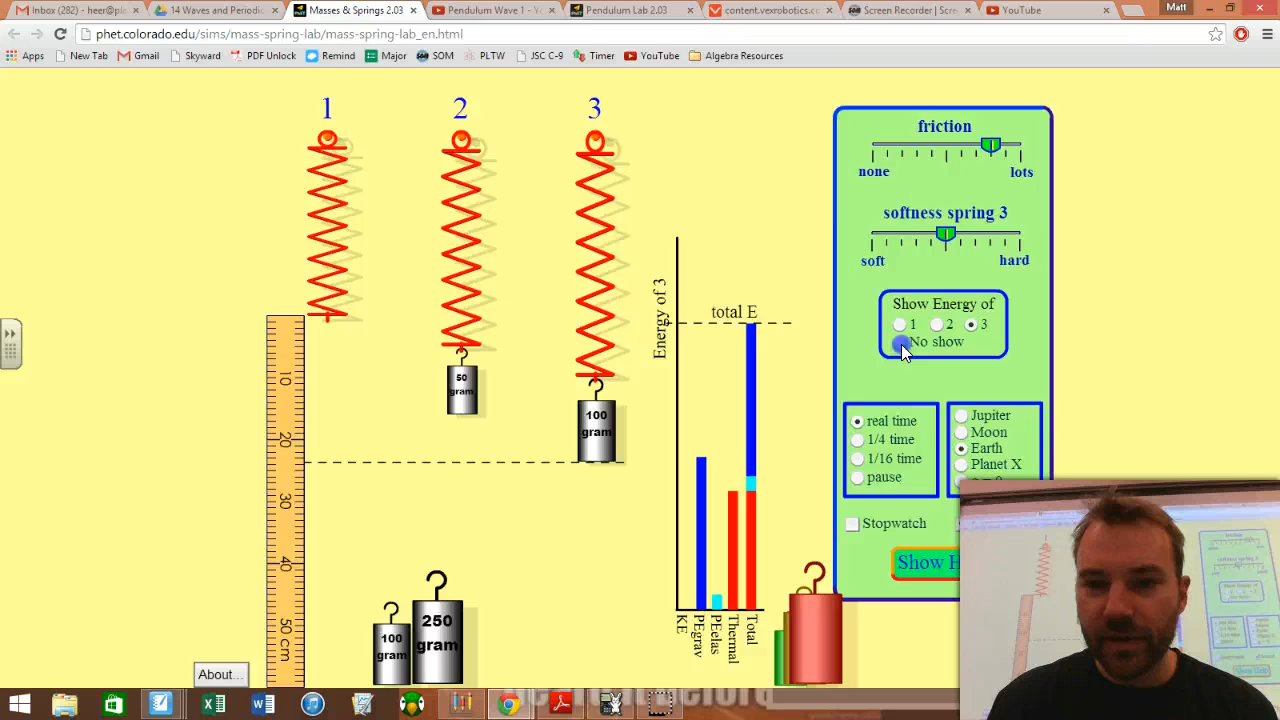 Inbox (282) - heer@ple
14 Waves and Periodic
Masses & Springs 2.03
Pendulum Wave 1 - Y
Pendulum Lab 2.03
content.vexrobotics.c
Screen Recorder | Scre
YouTube
Matt
phet.colorado.edu/sims/mass-spring-lab/mass-spring-lab_en.html
Apps
New Tab
Gmail
Skyward
PDF Unlock
Remind
Major
SOM
PLTW
JSC C-9
Timer
YouTube
Algebra Resources
1 2 3
friction
none lots
softness spring 3
soft hard
Show Energy of
1 2 3
No show
total E
Energy of 3
0
10
20
30
40
50 cm
50
gram
100
gram
real time
1/4 time
1/16 time
pause
Jupiter
Moon
Earth
Planet X
Stopwatch
Show H
100
gram
250
gram
KE
PEgrav
PEelas
Thermal
Total
About...